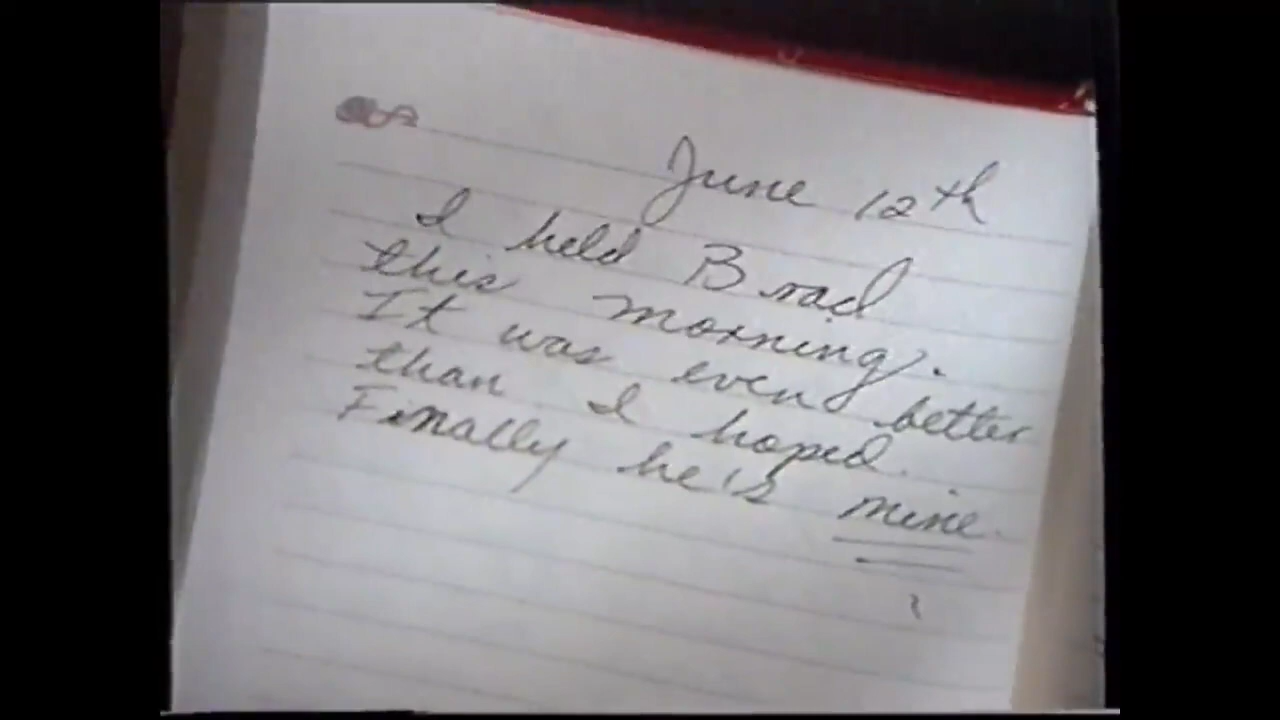 June 12th
I held Brad
this morning.
It was even better
than I hoped.
Finally he's mine.